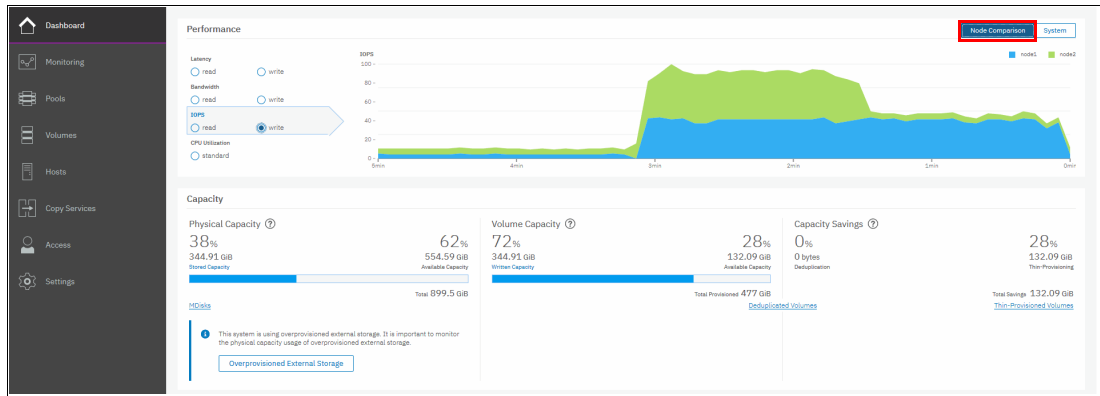 Dashboard
Monitoring
Pools
Volumes
Hosts
Copy Services
Access
Settings
Performance
Node Comparison System
Latency
read write
Bandwidth
read write
IOPS
read write
CPU Utilization
standard
IOPS
node1 node2
100
80
60
40
20
0
5min 4min 3min 2min 1min 0min
Capacity
Physical Capacity ?
38% 62%
344.91 GiB 554.59 GiB
Stored Capacity Available Capacity
Total 899.5 GiB
MDisks
This system is using overprovisioned external storage. It is important to monitor
the physical capacity usage of overprovisioned external storage.
Overprovisioned External Storage
Volume Capacity ?
72% 28%
344.91 GiB 132.09 GiB
Written Capacity Available Capacity
Total Provisioned 477 GiB
Capacity Savings ?
0% 28%
0 bytes 132.09 GiB
Deduplication Thin-Provisioning
Total Savings 132.09 GiB
Deduplicated Volumes Thin-Provisioned Volumes